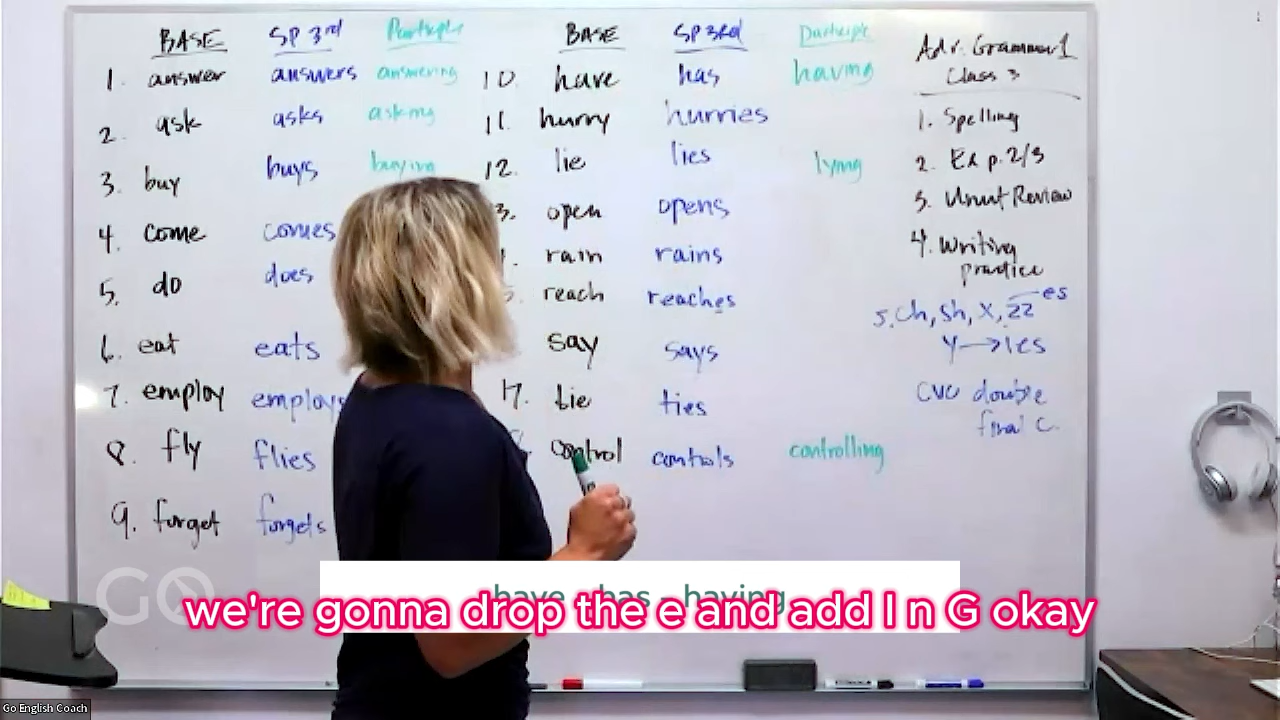 BASE SP 3rd Participle BASE SP 3rd Participle
1. answer answers answering
2. ask asks asking
3. buy buys buying
4. come comes
5. do does
6. eat eats
7. employ employs
8. fly flies
9. forget forgets
10. have has having
11. hurry hurries
12. lie lies lying
3. open opens
rain rains
reach reaches
say says
17. tie ties
control controls controlling
Adv. Grammar 1
Class 3
1. Spelling
2. Ex p. 2/3
3. Unit Review
4. Writing
practice
s, ch, sh, x, zz es
y → ies
CVC double
final c.
GO
have - has - having
we're gonna drop the e and add I n G okay
Go English Coach